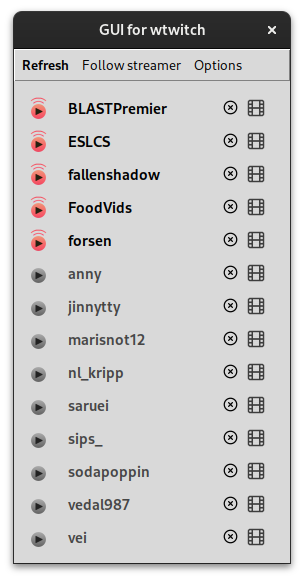 GUI for wtwitch
Refresh Follow streamer Options
BLASTPremier
ESLCS
fallenshadow
FoodVids
forsen
anny
jinnytty
marisnot12
nl_kripp
saruei
sips_
sodapoppin
vedal987
vei